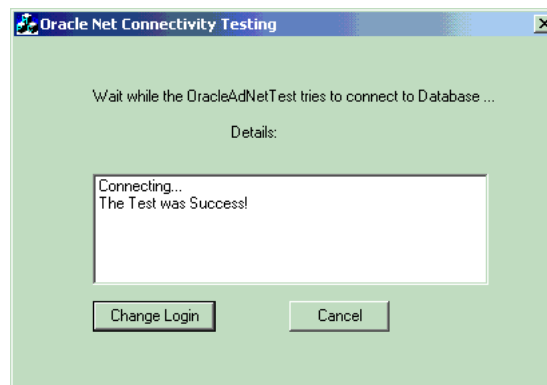 Oracle Net Connectivity Testing
Wait while the OracleAdNetTest tries to connect to Database ...
Details:
Connecting...
The Test was Success!
Change Login
Cancel